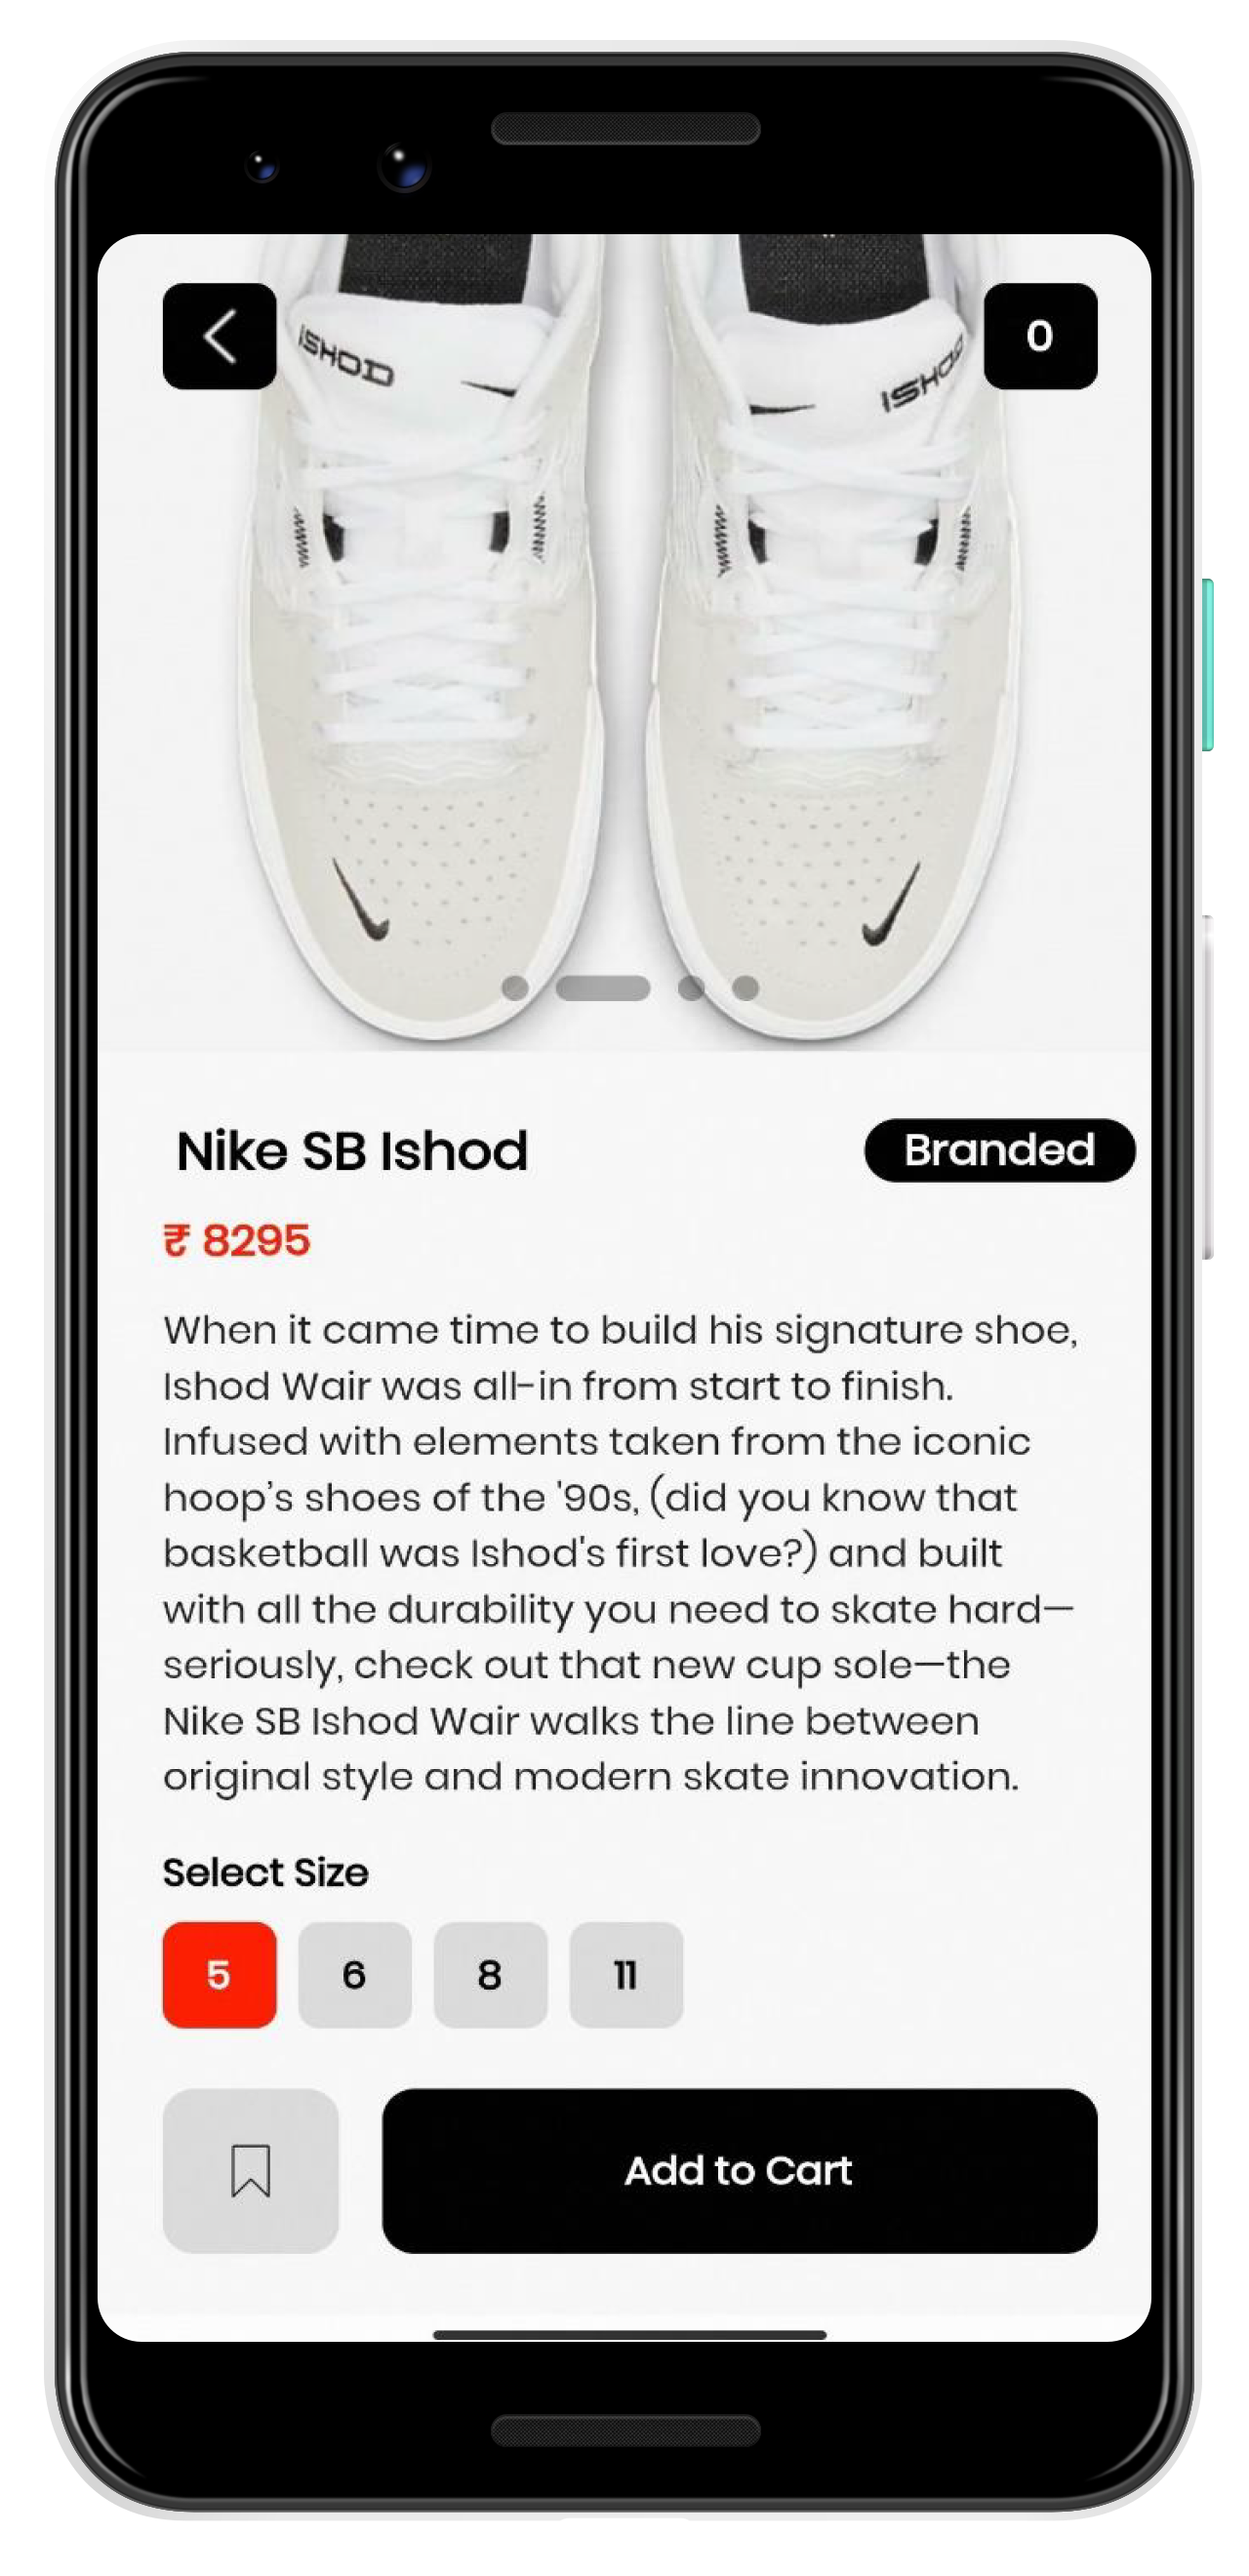 ISHOD
ISHOD
0
Nike SB Ishod
Branded
₹ 8295
When it came time to build his signature shoe,
Ishod Wair was all-in from start to finish.
Infused with elements taken from the iconic
hoop’s shoes of the '90s, (did you know that
basketball was Ishod's first love?) and built
with all the durability you need to skate hard—
seriously, check out that new cup sole—the
Nike SB Ishod Wair walks the line between
original style and modern skate innovation.
Select Size
5 6 8 11
Add to Cart